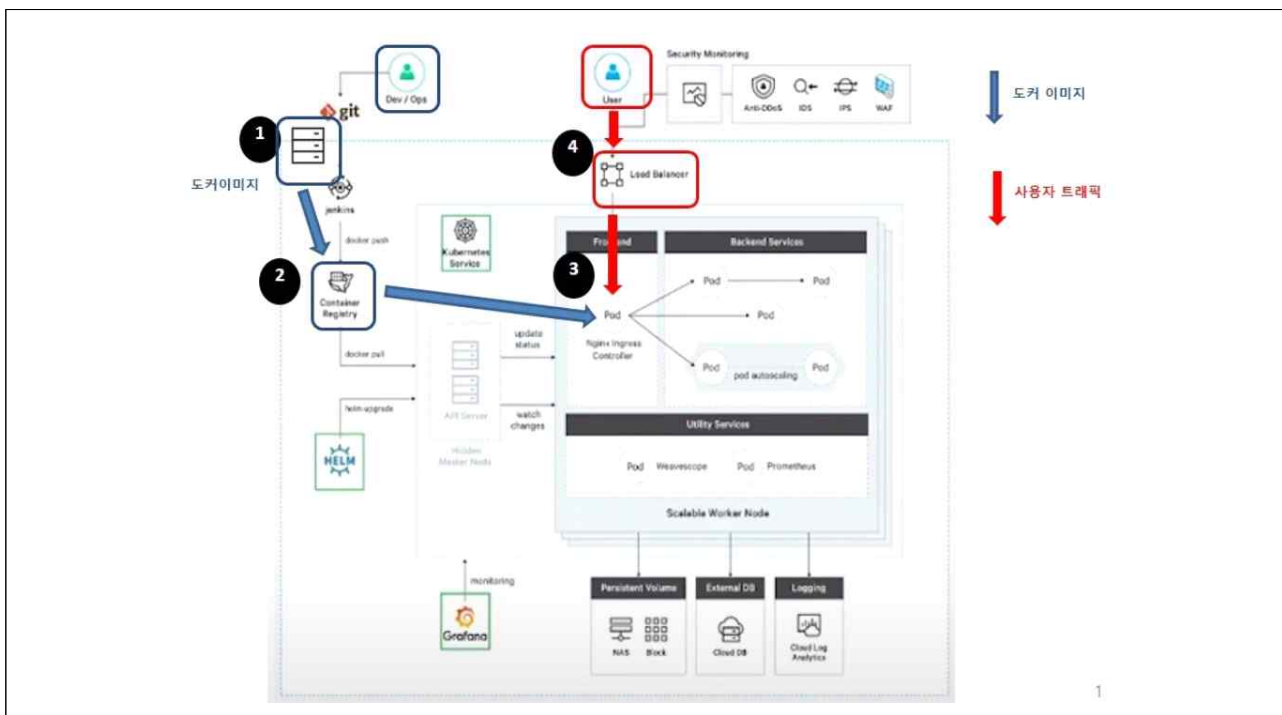 Security Monitoring
Dev / Ops
User
Anti-DDoS
IDS
IPS
WAF
도커 이미지
git
1
4
Load Balancer
도커이미지
사용자 트래픽
jenkins
docker push
Kubernetes
Service
Frontend
Backend Services
2
3
Container
Registry
Pod
Pod
Pod
Pod
Nginx Ingress
Controller
update
status
docker pull
Pod
Pod
pod autoscaling
helm upgrade
API Server
watch
changes
Utility Services
HELM
Hidden
Master Node
Pod
Weavescope
Pod
Prometheus
Scalable Worker Node
monitoring
Persistent Volume
External DB
Logging
Grafana
NAS
Block
Cloud DB
Cloud Log
Analytics
1